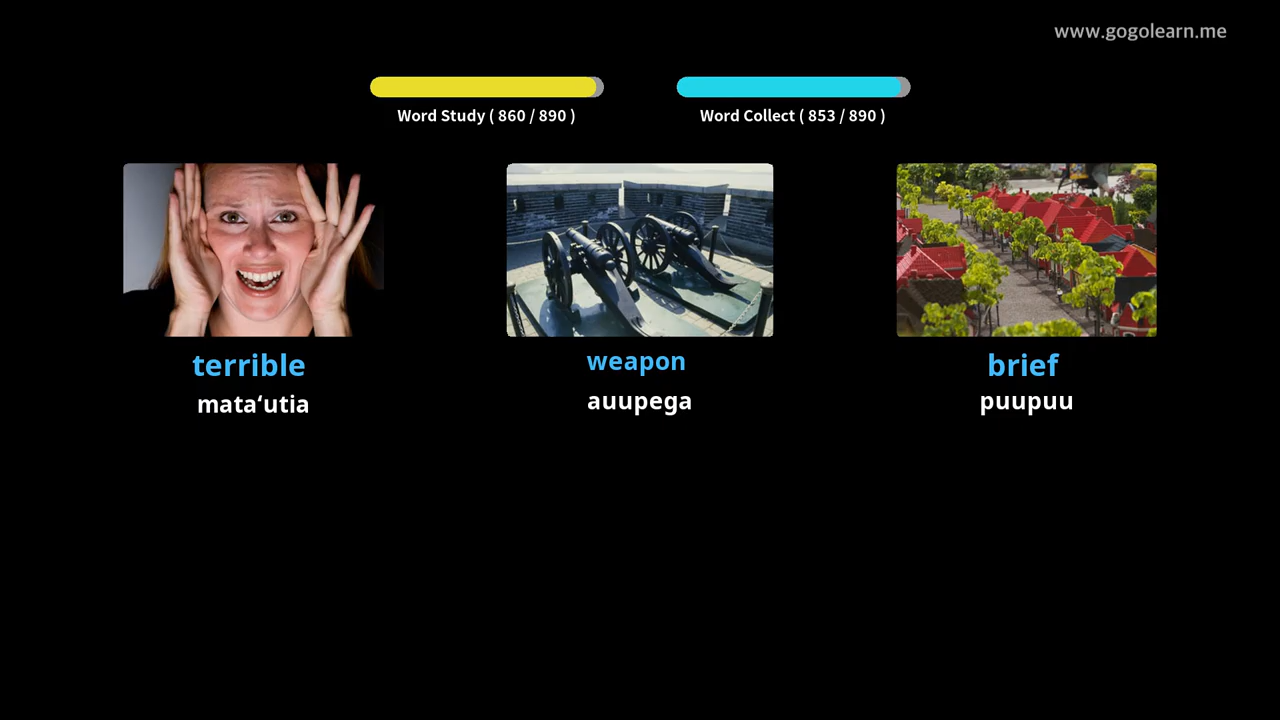 www.gogolearn.me
Word Study ( 860 / 890 )
Word Collect ( 853 / 890 )
terrible
mataʻutia
weapon
auupega
brief
puupuu